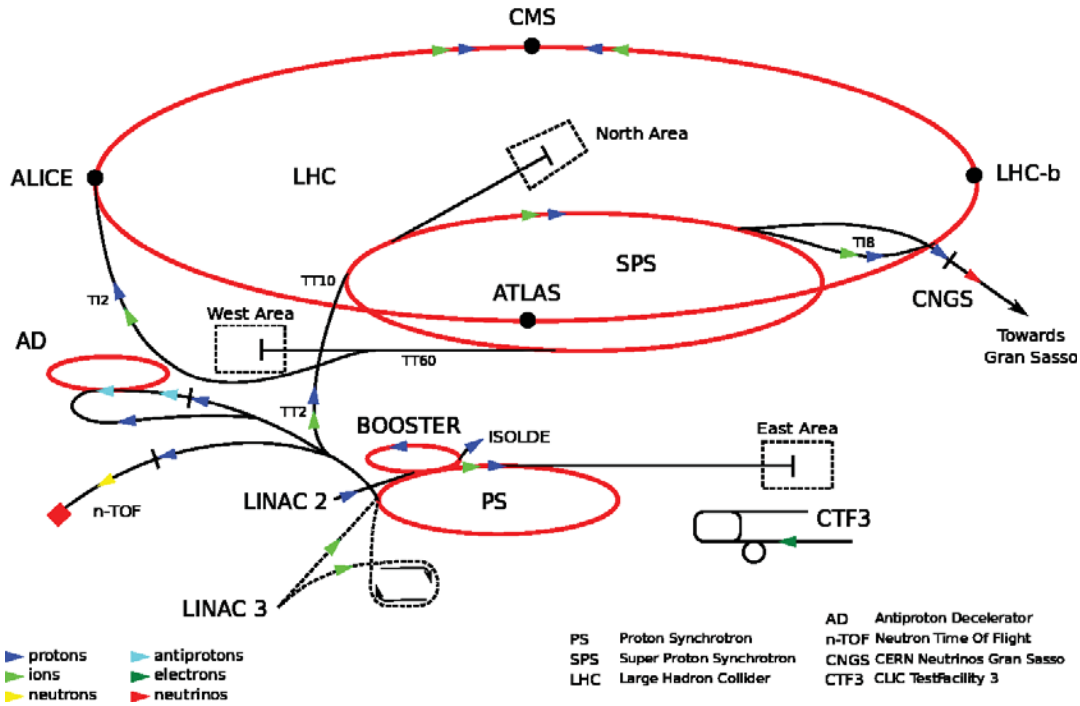 CMS
North Area
ALICE
LHC
LHC-b
TI8
SPS
TT10
CNGS
ATLAS
TI2
West Area
Towards
Gran Sasso
AD
TT60
TT2
BOOSTER
East Area
ISOLDE
LINAC 2
PS
n-TOF
CTF3
LINAC 3
protons
ions
neutrons
antiprotons
electrons
neutrinos
PS Proton Synchrotron
SPS Super Proton Synchrotron
LHC Large Hadron Collider
AD Antiproton Decelerator
n-TOF Neutron Time Of Flight
CNGS CERN Neutrinos Gran Sasso
CTF3 CLIC TestFacility 3